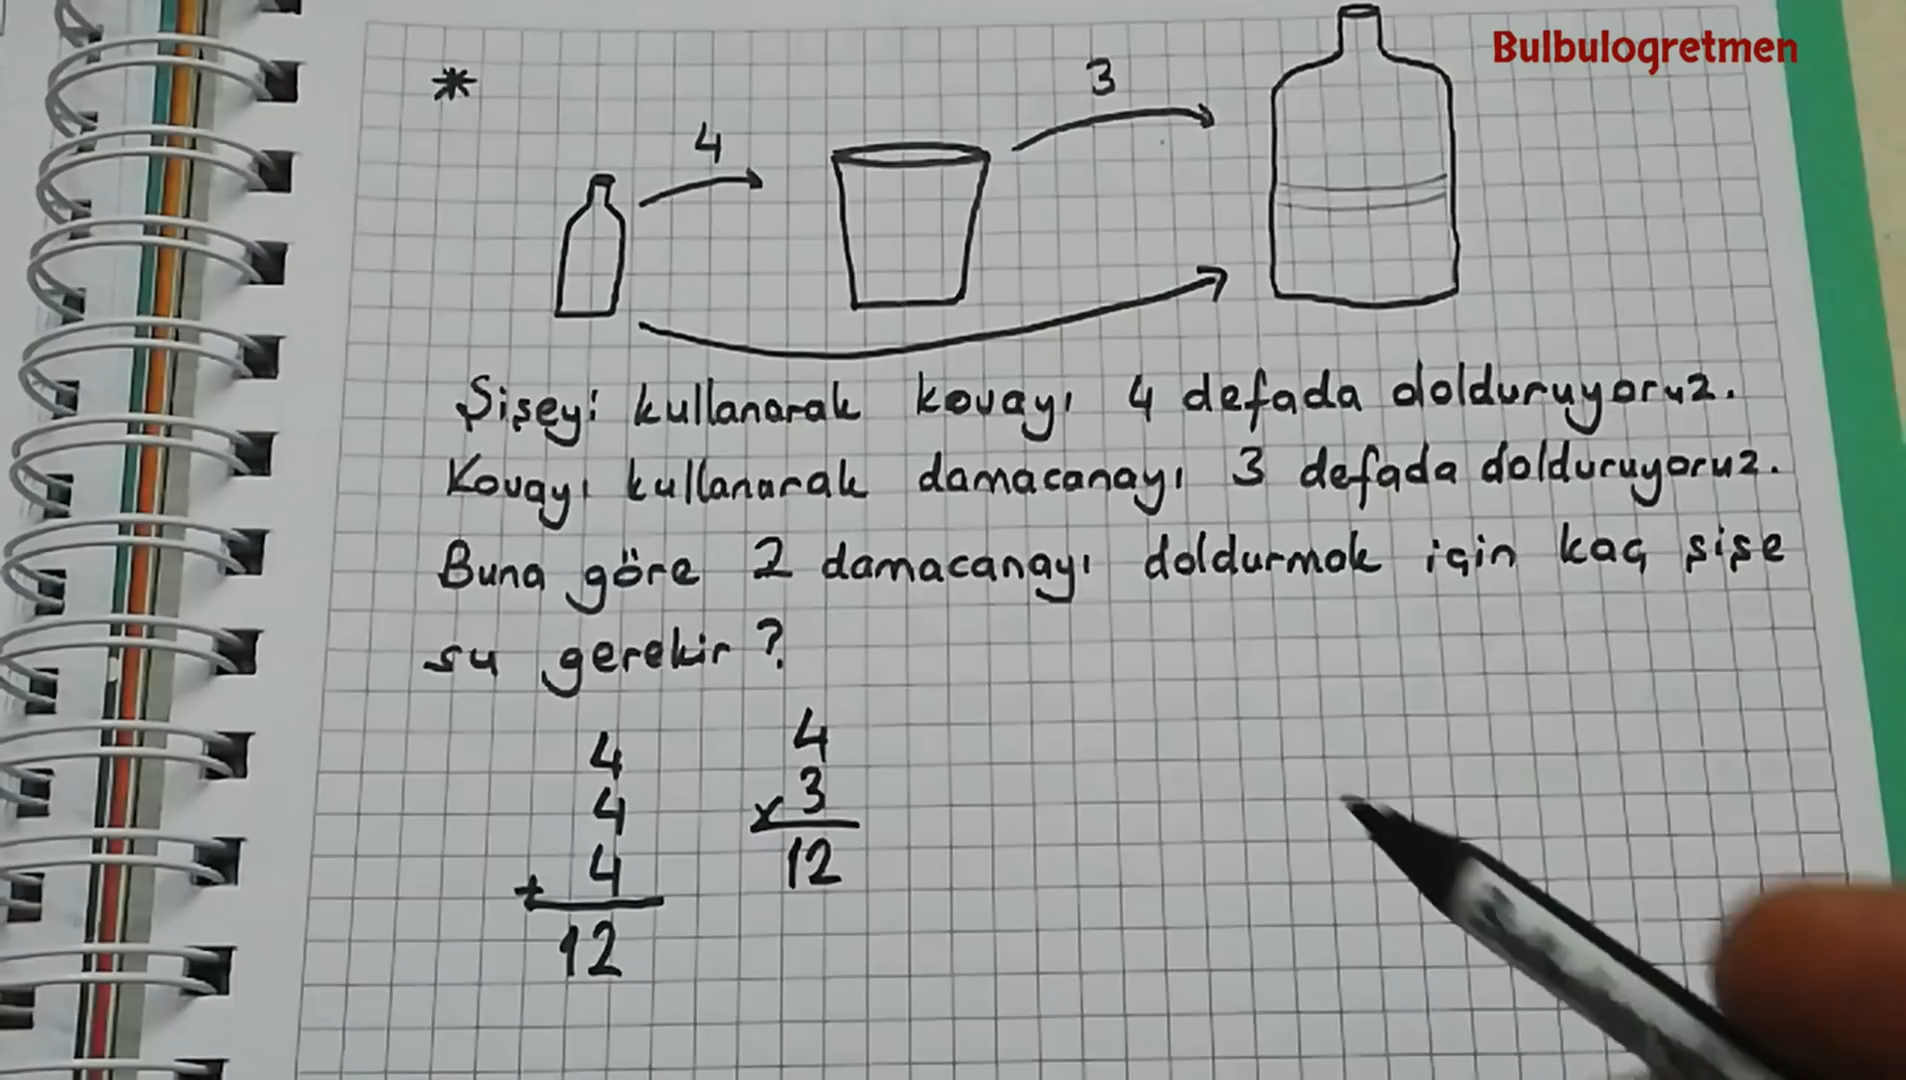 Bulbulogretmen
*
4
3
Şişeyi kullanarak kovayı 4 defada dolduruyoruz.
Kovayı kullanarak damacanayı 3 defada dolduruyoruz.
Buna göre 2 damacanayı doldurmak için kaç şişe
su gerekir?
4
4
+ 4
12
4
x 3
12